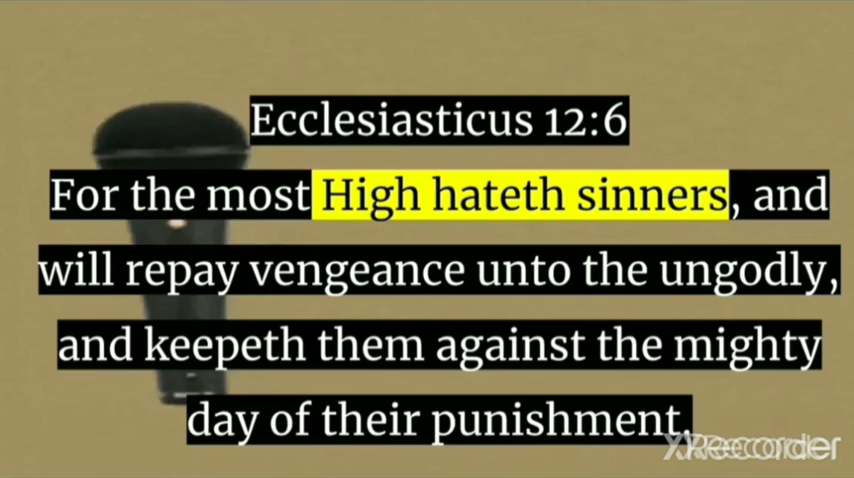 Ecclesiasticus 12:6
For the most High hateth sinners, and
will repay vengeance unto the ungodly,
and keepeth them against the mighty
day of their punishment.
XRecorder